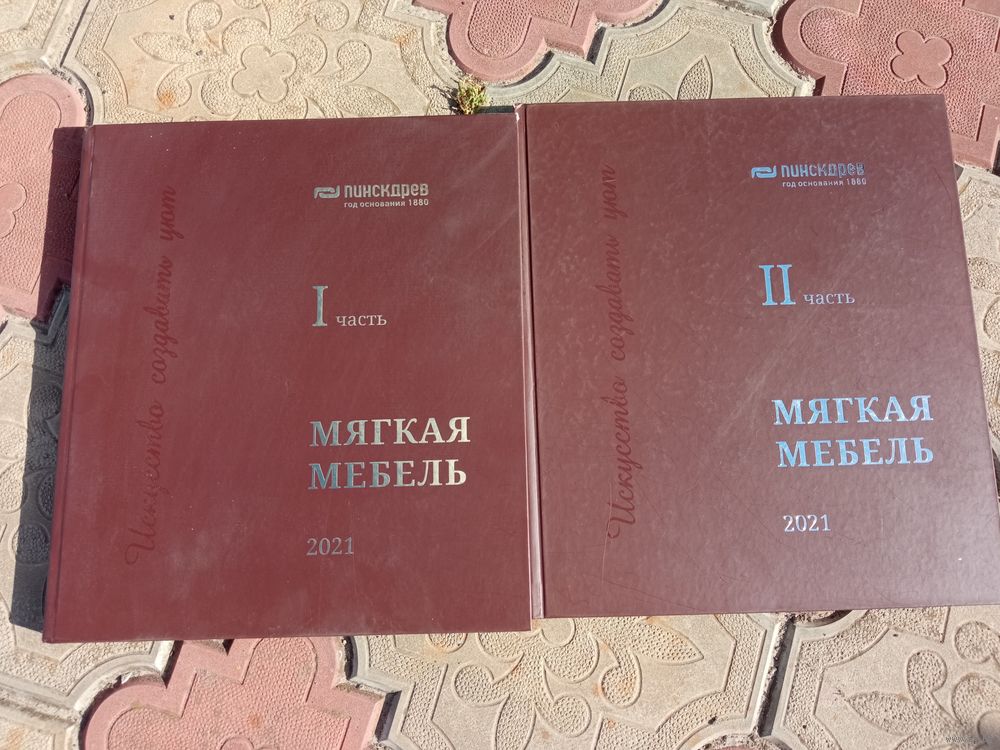 Искусство создавать уют
ПИНСКДРЕВ
год основания 1880
I часть
МЯГКАЯ
МЕБЕЛЬ
2021
Искусство создавать уют
ПИНСКДРЕВ
год основания 1880
II часть
МЯГКАЯ
МЕБЕЛЬ
2021